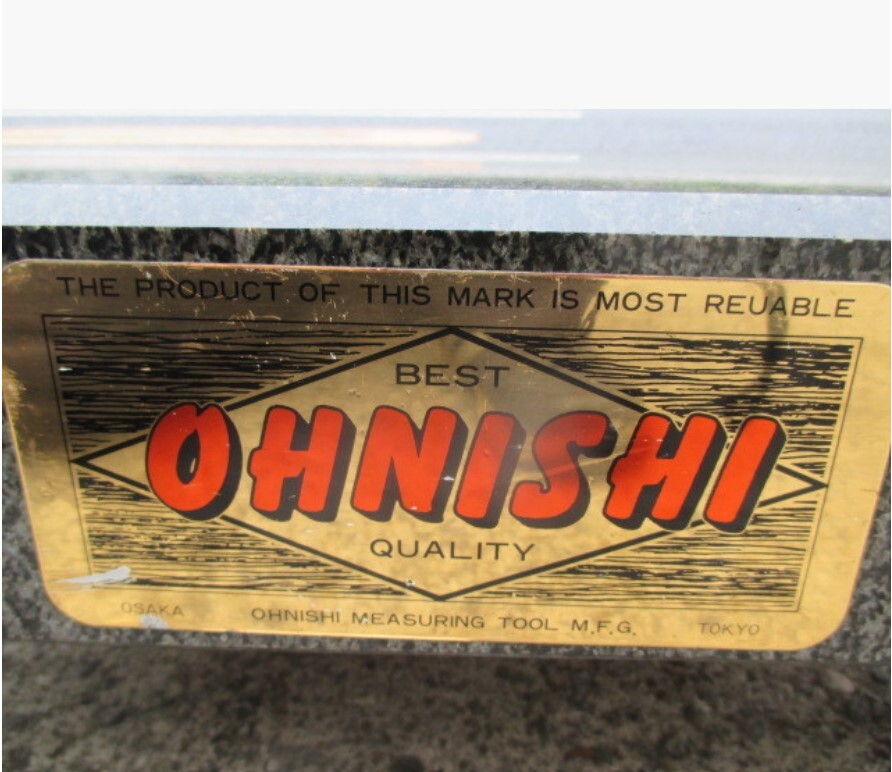 THE PRODUCT OF THIS MARK IS MOST REUABLE
BEST
OHNISHI
QUALITY
OSAKA OHNISHI MEASURING TOOL M.F.G. TOKYO